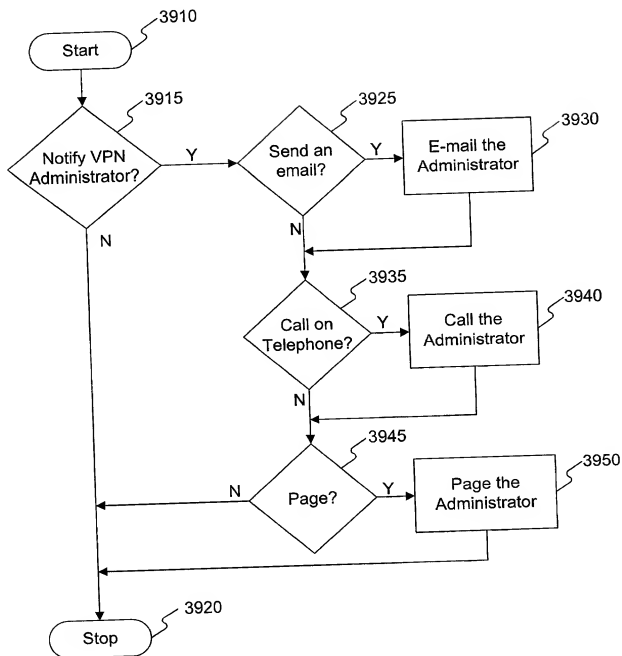 3910
Start
3915
Notify VPN
Administrator?
Y
N
3925
Send an
email?
Y
N
3930
E-mail the
Administrator
3935
Call on
Telephone?
Y
N
3940
Call the
Administrator
3945
Page?
N
Y
3950
Page the
Administrator
3920
Stop